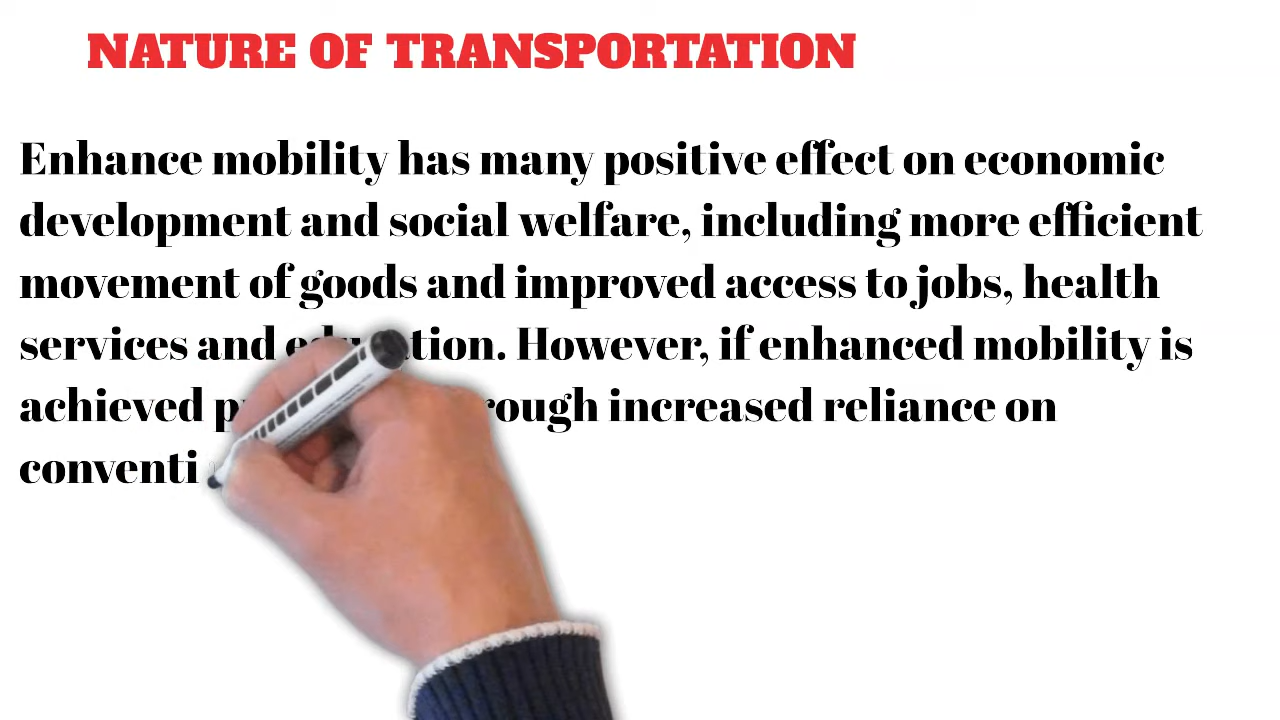 NATURE OF TRANSPORTATION
Enhance mobility has many positive effect on economic
development and social welfare, including more efficient
movement of goods and improved access to jobs, health
services and However, if enhanced mobility is
achieved increased reliance on
conventi